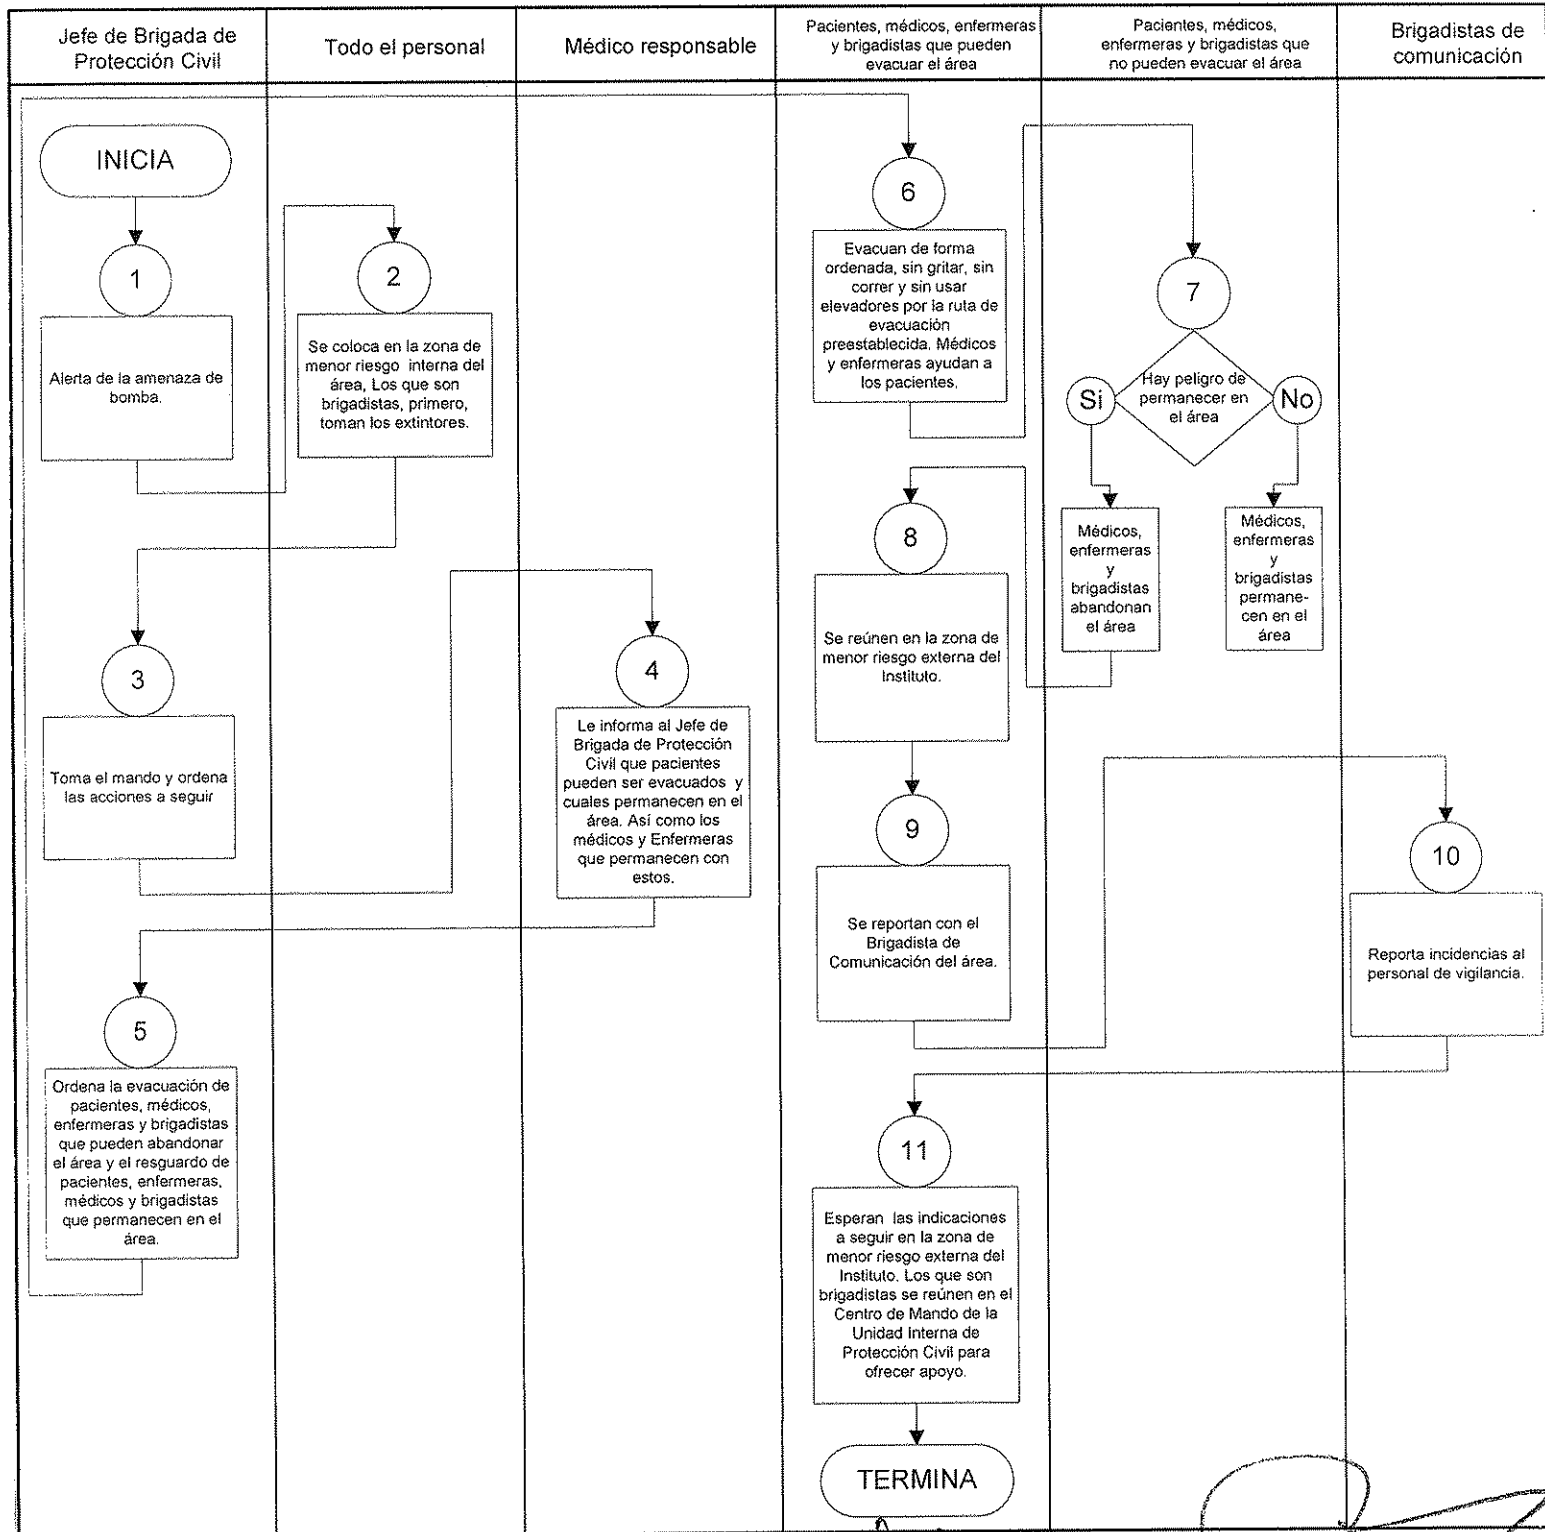 Jefe de Brigada de
Protección Civil
Todo el personal
Médico responsable
Pacientes, médicos, enfermeras
y brigadistas que pueden
evacuar el área
Pacientes, médicos,
enfermeras y brigadistas que
no pueden evacuar el área
Brigadistas de
comunicación
INICIA
1
Alerta de la amenaza de
bomba.
2
Se coloca en la zona de
menor riesgo interna del
área, Los que son
brigadistas, primero,
toman los extintores.
3
Toma el mando y ordena
las acciones a seguir
4
Le informa al Jefe de
Brigada de Protección
Civil que pacientes
pueden ser evacuados y
cuales permanecen en el
área. Así como los
médicos y Enfermeras
que permanecen con
estos.
5
Ordena la evacuación de
pacientes, médicos,
enfermeras y brigadistas
que pueden abandonar
el área y el resguardo de
pacientes, enfermeras,
médicos y brigadistas
que permanecen en el
área.
6
Evacuan de forma
ordenada, sin gritar, sin
correr y sin usar
elevadores por la ruta de
evacuación
preestablecida. Médicos
y enfermeras ayudan a
los pacientes.
7
Hay peligro de
permanecer en
el área
Si
No
Médicos,
enfermeras
y
brigadistas
abandonan
el área
Médicos,
enfermeras
y
brigadistas
permane-
cen en el
área
8
Se reúnen en la zona de
menor riesgo externa del
Instituto.
9
Se reportan con el
Brigadista de
Comunicación del área.
10
Reporta incidencias al
personal de vigilancia.
11
Esperan las indicaciones
a seguir en la zona de
menor riesgo externa del
Instituto. Los que son
brigadistas se reúnen en el
Centro de Mando de la
Unidad Interna de
Protección Civil para
ofrecer apoyo.
TERMINA